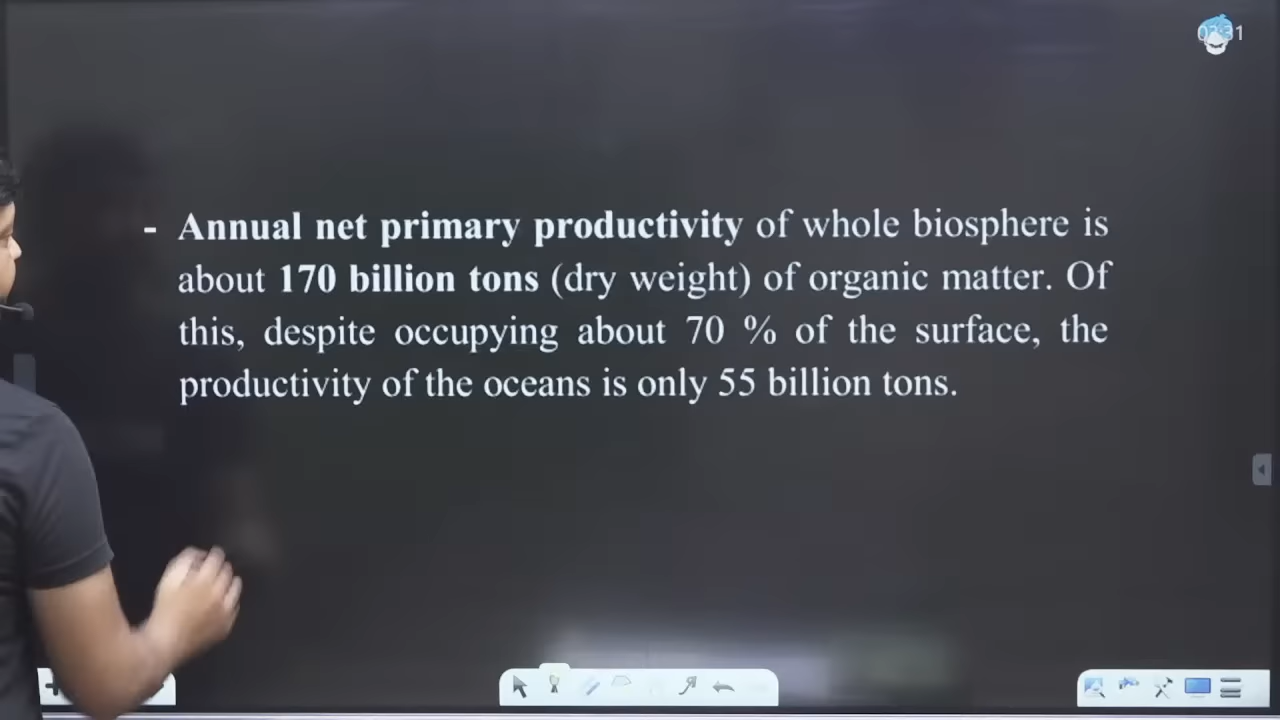 - Annual net primary productivity of whole biosphere is
about 170 billion tons (dry weight) of organic matter. Of
this, despite occupying about 70 % of the surface, the
productivity of the oceans is only 55 billion tons.